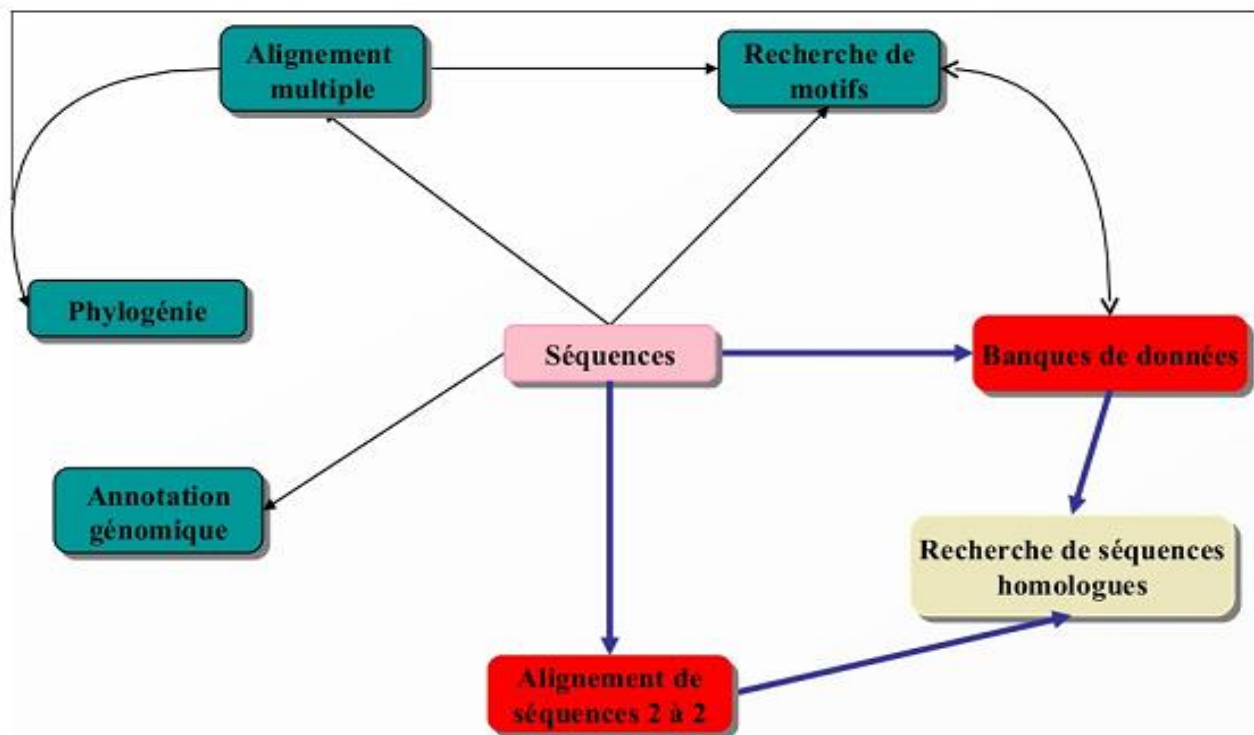 Alignement
multiple
Recherche de
motifs
Phylogénie
Séquences
Banques de données
Annotation
génomique
Recherche de séquences
homologues
Alignement de
séquences 2 à 2